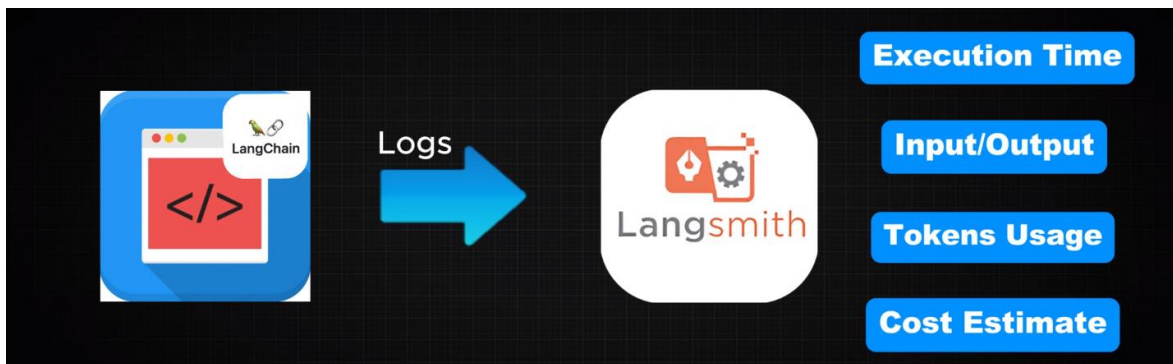 LangChain
</>
Logs
Langsmith
Execution Time
Input/Output
Tokens Usage
Cost Estimate